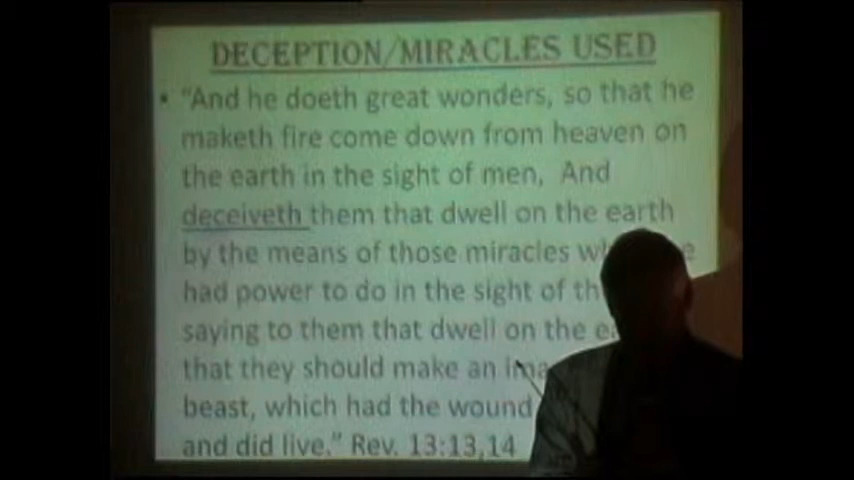 DECEPTION/MIRACLES USED
• "And he doeth great wonders, so that he
maketh fire come down from heaven on
the earth in the sight of men, And
deceiveth them that dwell on the earth
by the means of those miracles
had power to do in the sight of
saying to them that dwell on the
that they should make an
beast, which had the wound
and did live." Rev. 13:13,14